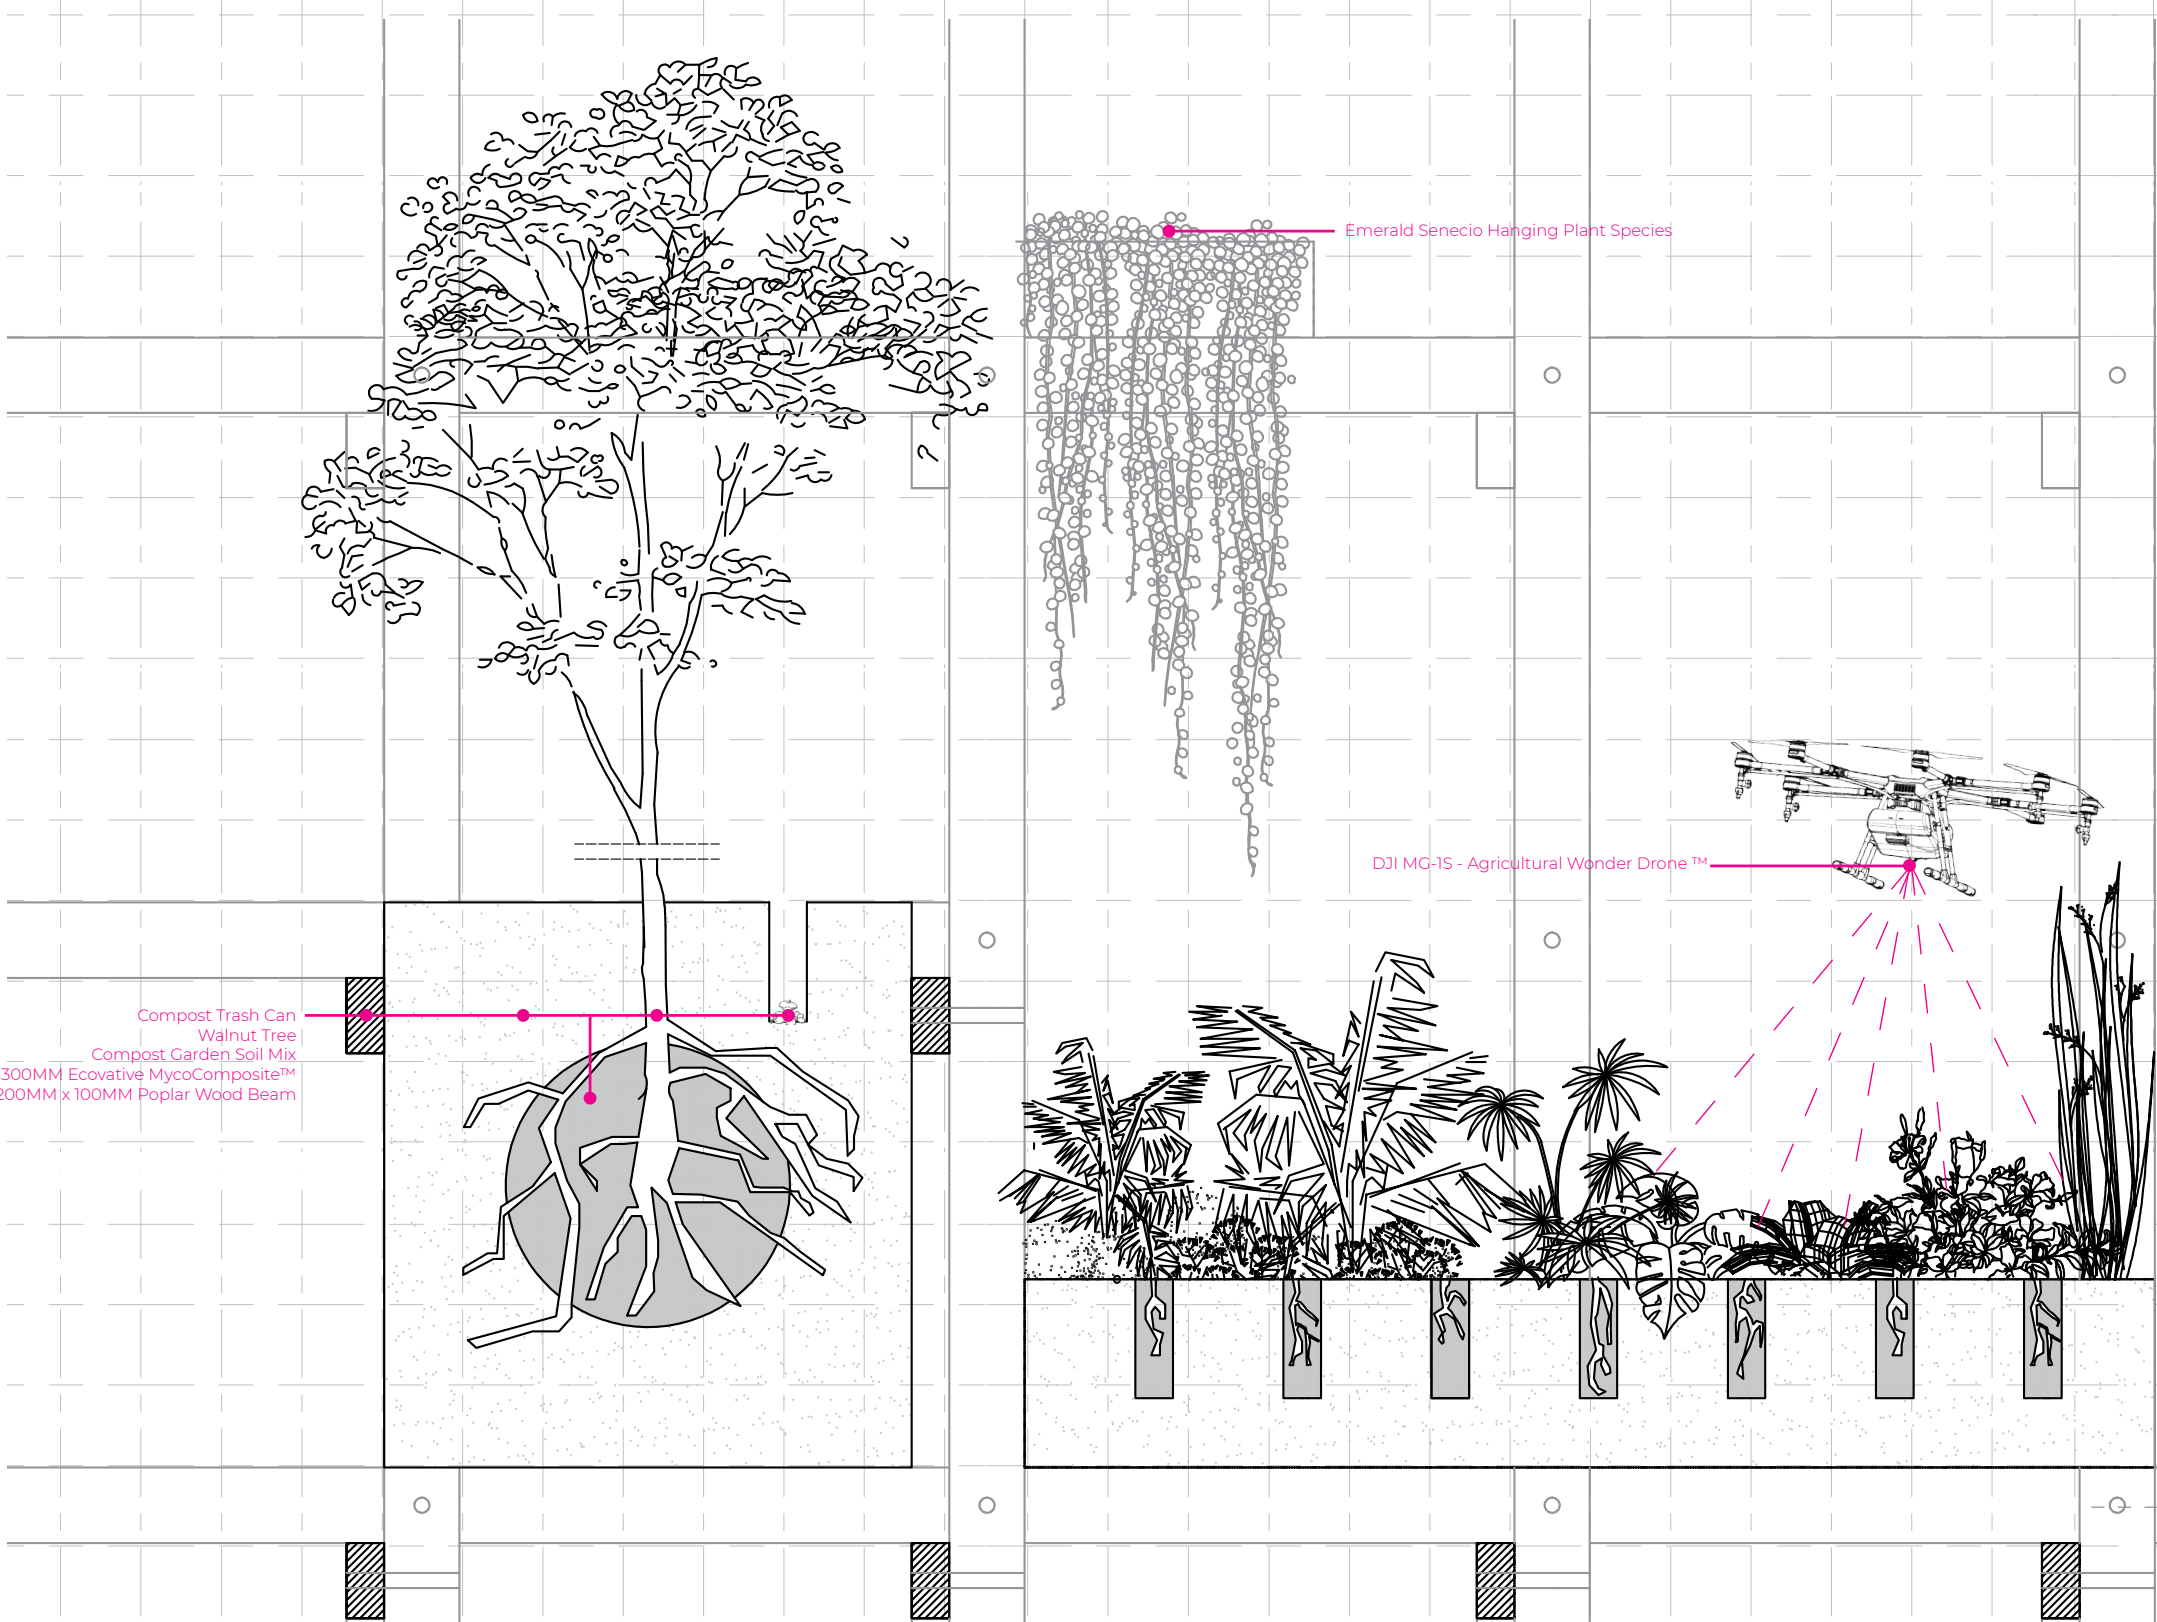 Emerald Senecio Hanging Plant Species
DJI MG-1S - Agricultural Wonder Drone ™
Compost Trash Can
Walnut Tree
Compost Garden Soil Mix
300MM Ecovative MycoComposite™
200MM x 100MM Poplar Wood Beam